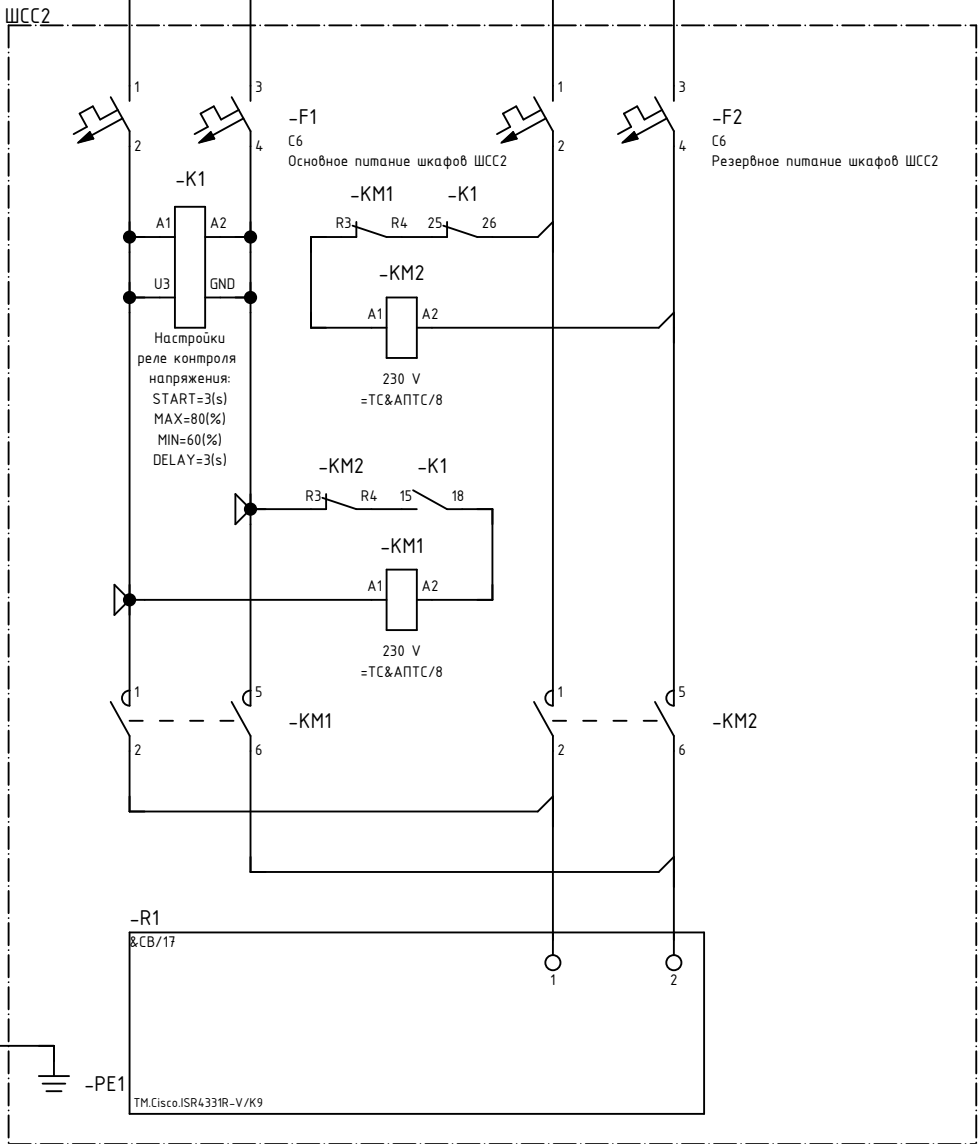 ШСС2
1
3
-F1
C6
Основное питание шкафов ШСС2
2
4
1
3
-F2
C6
Резервное питание шкафов ШСС2
2
4
-K1
A1
A2
U3
GND
Настройки
реле контроля
напряжения:
START=3(s)
MAX=80(%)
MIN=60(%)
DELAY=3(s)
-KM1
-K1
R3
R4
25
26
-KM2
A1
A2
230 V
=ТС&АПТС/8
-KM2
-K1
R3
R4
15
18
-KM1
A1
A2
230 V
=ТС&АПТС/8
1
5
-KM1
2
6
1
5
-KM2
2
6
-R1
&CB/17
1
2
-PE1
TM.Cisco.ISR4331R-V/K9